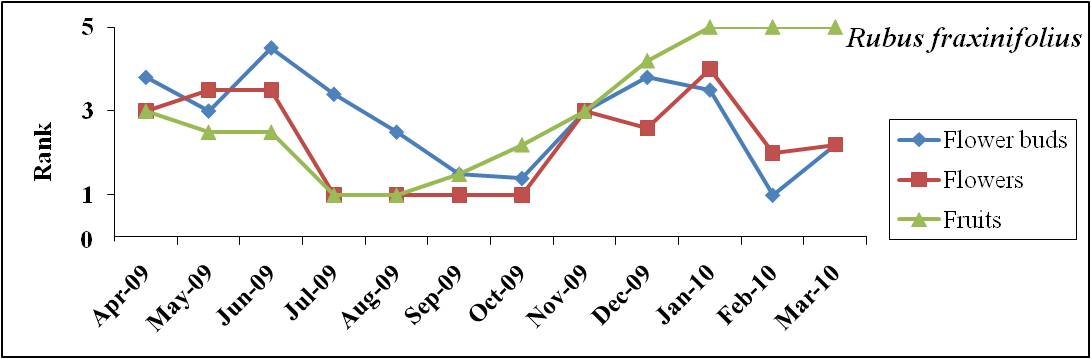 Rubus fraxinifolius
Rank
5
3
1
0
Flower buds
Flowers
Fruits
Apr-09
May-09
Jun-09
Jul-09
Aug-09
Sep-09
Oct-09
Nov-09
Dec-09
Jan-10
Feb-10
Mar-10